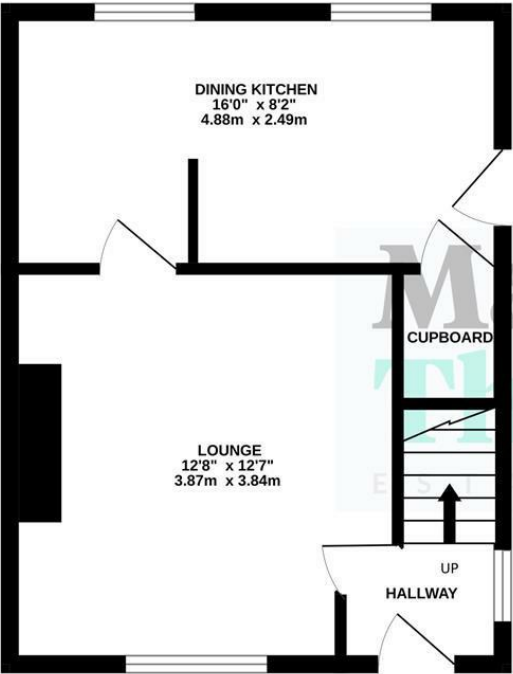 DINING KITCHEN
16'0" x 8'2"
4.88m x 2.49m
CUPBOARD
LOUNGE
12'8" x 12'7"
3.87m x 3.84m
UP
HALLWAY